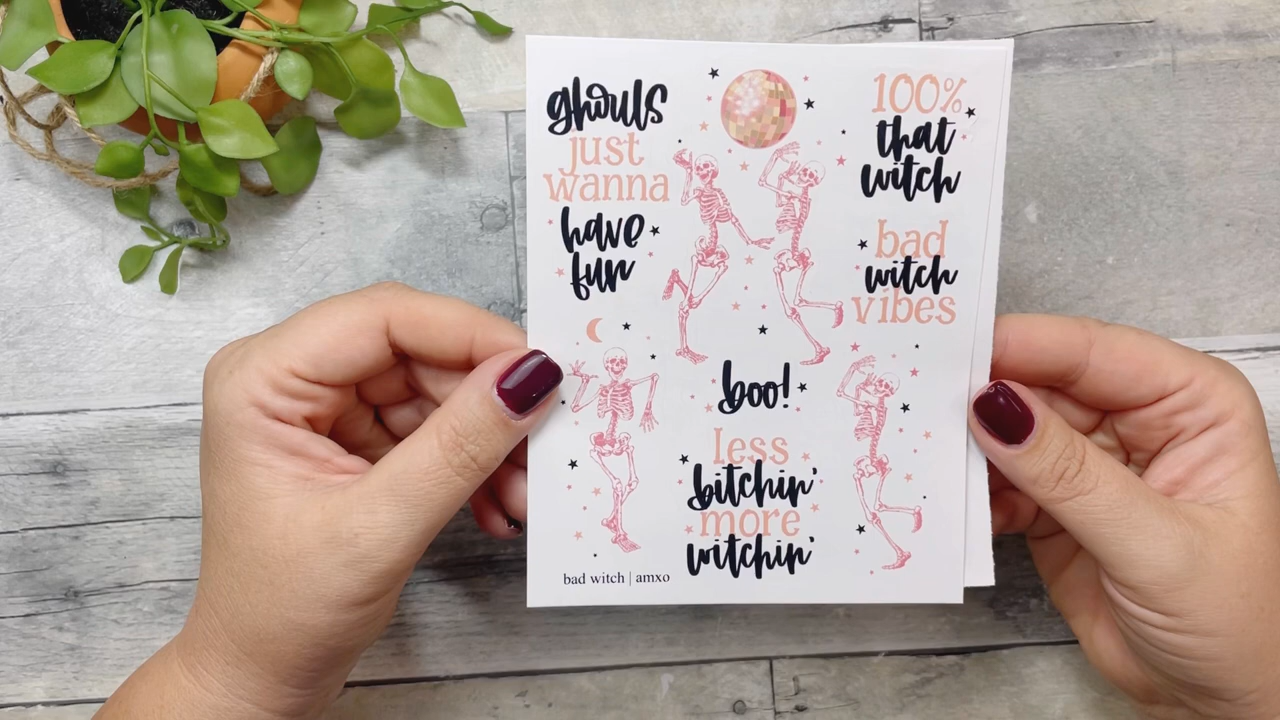 ghouls
just
wanna
have
fun
100%
that
witch
bad
witch
vibes
boo!
less
bitchin'
more
witchin'
bad witch | amxo